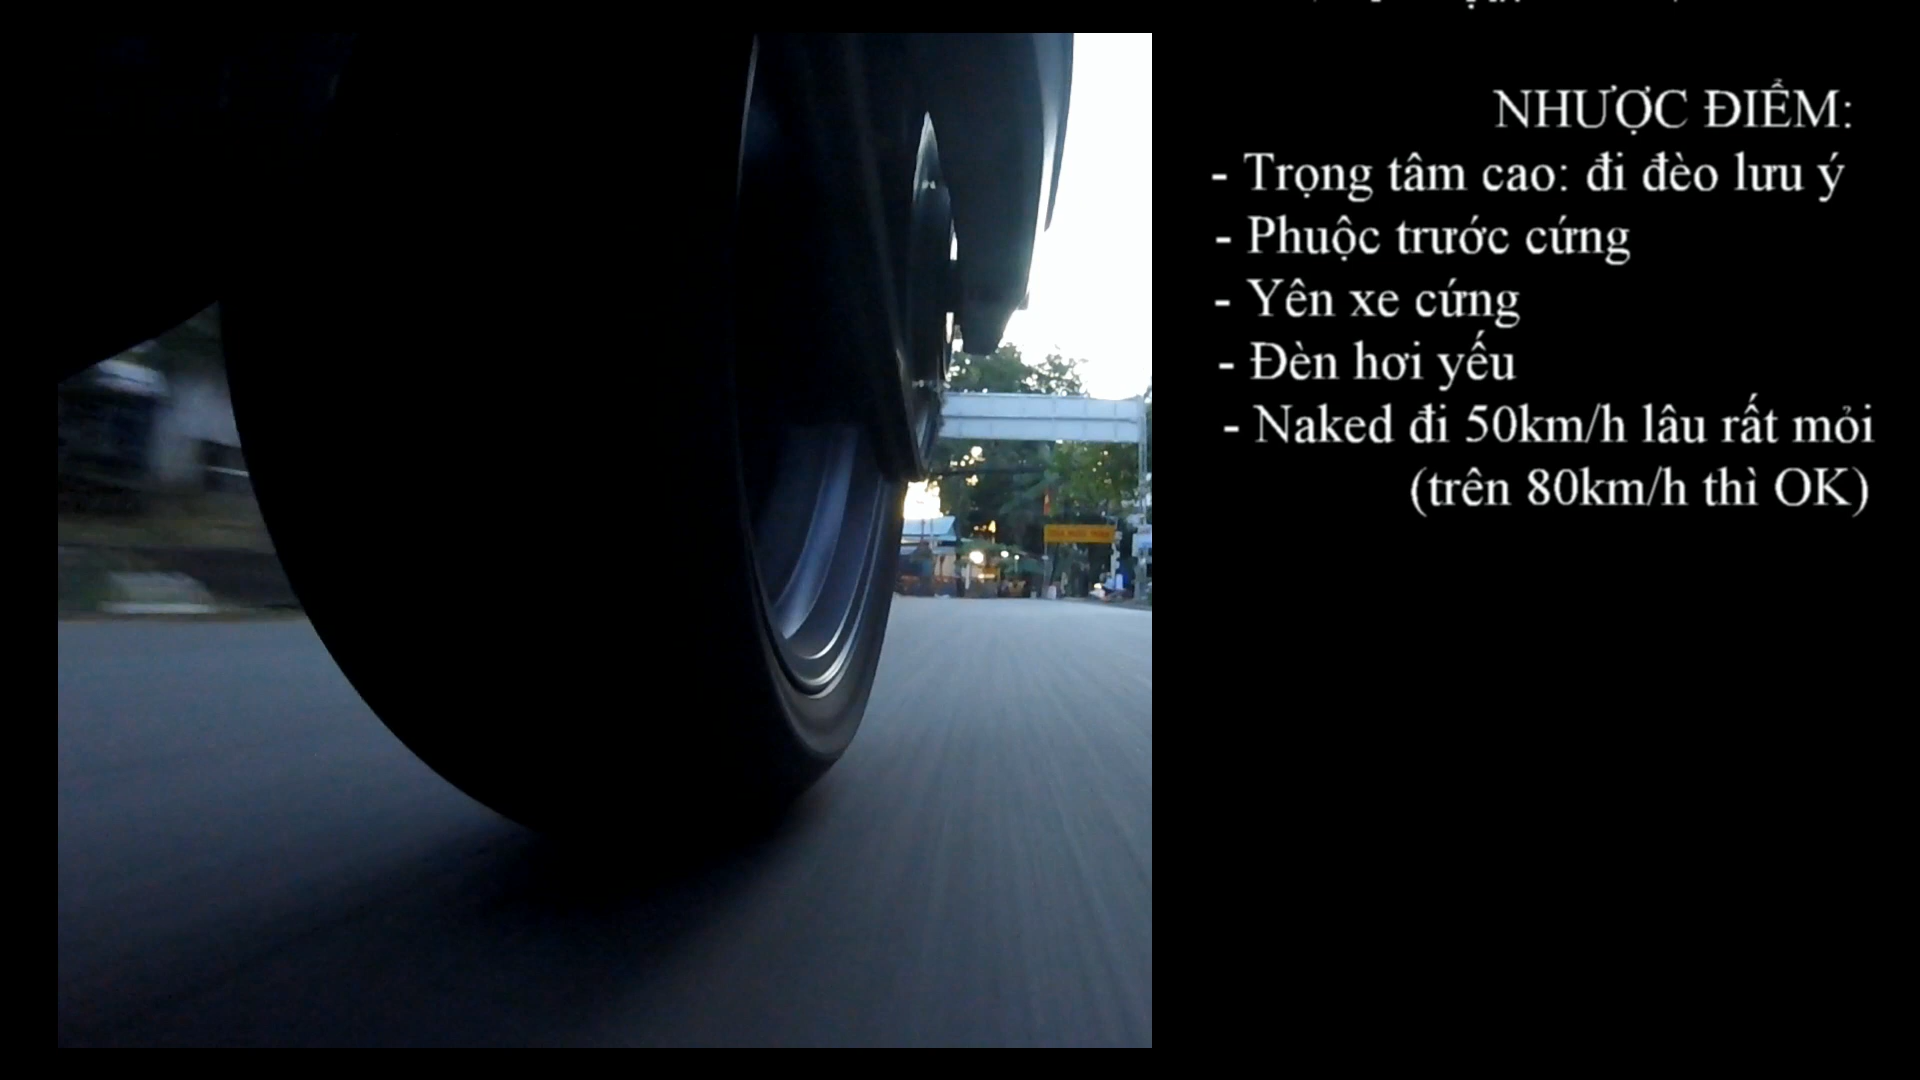 NHƯỢC ĐIỂM:
- Trọng tâm cao: đi đèo lưu ý
- Phuộc trước cứng
- Yên xe cứng
- Đèn hơi yếu
- Naked đi 50km/h lâu rất mỏi
(trên 80km/h thì OK)